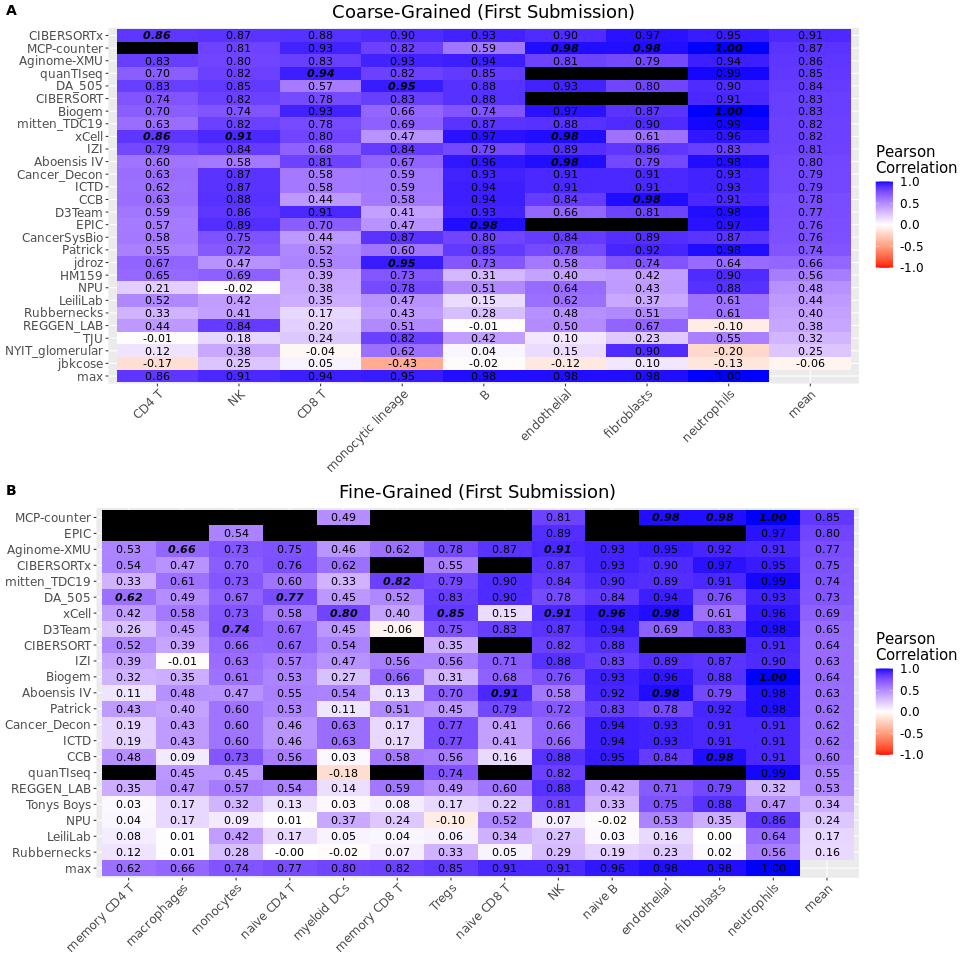 A
Coarse-Grained (First Submission)
CIBERSORTx 0.86 0.87 0.88 0.90 0.93 0.90 0.97 0.95 0.91
MCP-counter 0.81 0.93 0.82 0.59 0.98 0.98 1.00 0.87
Aginome-XMU 0.83 0.80 0.83 0.93 0.94 0.81 0.79 0.94 0.86
quanTIseq 0.70 0.82 0.94 0.82 0.85 0.99 0.85
DA_505 0.83 0.85 0.57 0.95 0.88 0.93 0.80 0.90 0.84
CIBERSORT 0.74 0.82 0.78 0.83 0.88 0.91 0.83
Biogem 0.70 0.74 0.93 0.66 0.74 0.97 0.87 1.00 0.83
mitten_TDC19 0.63 0.82 0.78 0.69 0.87 0.88 0.90 0.99 0.82
xCell 0.86 0.91 0.80 0.47 0.97 0.98 0.61 0.96 0.82
IZI 0.79 0.84 0.68 0.84 0.79 0.89 0.86 0.83 0.81
Aboensis IV 0.60 0.58 0.81 0.67 0.96 0.98 0.79 0.98 0.80
Cancer_Decon 0.63 0.87 0.58 0.59 0.93 0.91 0.91 0.93 0.79
ICTD 0.62 0.87 0.58 0.59 0.94 0.91 0.91 0.93 0.79
CCB 0.63 0.88 0.44 0.58 0.94 0.84 0.98 0.91 0.78
D3Team 0.59 0.86 0.91 0.41 0.93 0.66 0.81 0.98 0.77
EPIC 0.57 0.89 0.70 0.47 0.98 0.97 0.76
CancerSysBio 0.58 0.75 0.44 0.87 0.80 0.84 0.89 0.87 0.76
Patrick 0.55 0.72 0.52 0.60 0.85 0.78 0.92 0.98 0.74
jdroz 0.67 0.47 0.53 0.95 0.73 0.58 0.74 0.64 0.66
HM159 0.65 0.69 0.39 0.73 0.31 0.40 0.42 0.90 0.56
NPU 0.21 -0.02 0.38 0.78 0.51 0.64 0.43 0.88 0.48
LeiliLab 0.52 0.42 0.35 0.47 0.15 0.62 0.37 0.61 0.44
Rubbernecks 0.33 0.41 0.17 0.43 0.28 0.48 0.51 0.61 0.40
REGGEN_LAB 0.44 0.84 0.20 0.51 -0.01 0.50 0.67 -0.10 0.38
TJU -0.01 0.18 0.24 0.82 0.42 0.10 0.23 0.55 0.32
NYIT_glomerular 0.12 0.38 -0.04 0.62 0.04 0.15 0.90 -0.20 0.25
jbkcose -0.17 0.25 0.05 -0.43 -0.02 -0.12 0.10 -0.13 -0.06
max 0.86 0.91 0.94 0.95 0.98 0.98 0.98 1.00
CD4 T NK CD8 T monocytic lineage B endothelial fibroblasts neutrophils mean
Pearson
Correlation
1.0
0.5
0.0
-0.5
-1.0
B
Fine-Grained (First Submission)
MCP-counter 0.49 0.81 0.98 0.98 1.00 0.85
EPIC 0.54 0.89 0.97 0.80
Aginome-XMU 0.53 0.66 0.73 0.75 0.46 0.62 0.78 0.87 0.91 0.93 0.95 0.92 0.91 0.77
CIBERSORTx 0.54 0.47 0.70 0.76 0.62 0.55 0.87 0.93 0.90 0.97 0.95 0.75
mitten_TDC19 0.33 0.61 0.73 0.60 0.33 0.82 0.79 0.90 0.84 0.90 0.89 0.91 0.99 0.74
DA_505 0.62 0.49 0.67 0.77 0.45 0.52 0.83 0.90 0.78 0.84 0.94 0.76 0.93 0.73
xCell 0.42 0.58 0.73 0.58 0.80 0.40 0.85 0.15 0.91 0.96 0.98 0.61 0.96 0.69
D3Team 0.26 0.45 0.74 0.67 0.45 -0.06 0.75 0.83 0.87 0.94 0.69 0.83 0.98 0.65
CIBERSORT 0.52 0.39 0.66 0.67 0.54 0.35 0.82 0.88 0.91 0.64
IZI 0.39 -0.01 0.63 0.57 0.47 0.56 0.56 0.71 0.88 0.83 0.89 0.87 0.90 0.63
Biogem 0.32 0.35 0.61 0.53 0.27 0.66 0.31 0.68 0.76 0.93 0.96 0.88 1.00 0.64
Aboensis IV 0.11 0.48 0.47 0.55 0.54 0.13 0.70 0.91 0.58 0.92 0.98 0.79 0.98 0.63
Patrick 0.43 0.40 0.60 0.53 0.11 0.51 0.45 0.79 0.72 0.83 0.78 0.92 0.98 0.62
Cancer_Decon 0.19 0.43 0.60 0.46 0.63 0.17 0.77 0.41 0.66 0.94 0.93 0.91 0.91 0.62
ICTD 0.19 0.43 0.60 0.46 0.63 0.17 0.77 0.41 0.66 0.94 0.93 0.91 0.91 0.62
CCB 0.48 0.09 0.43 0.66 0.03 0.58 0.56 0.16 0.88 0.95 0.84 0.98 0.91 0.60
quanTIseq 0.45 0.45 -0.18 0.74 0.82 0.99 0.55
REGGEN_LAB 0.35 0.47 0.57 0.54 0.14 0.59 0.49 0.60 0.88 0.42 0.71 0.79 0.32 0.53
Tonys Boys 0.03 0.17 0.32 0.13 0.03 0.08 0.17 0.22 0.81 0.33 0.75 0.88 0.47 0.34
NPU 0.04 0.17 0.09 0.01 0.37 0.24 -0.10 0.52 0.07 -0.02 0.53 0.35 0.86 0.24
LeiliLab 0.08 0.01 0.42 0.17 0.05 0.04 0.06 0.34 0.27 0.03 0.16 0.00 0.64 0.17
Rubbernecks 0.12 0.01 0.28 -0.00 -0.02 0.07 0.33 0.05 0.29 0.19 0.23 0.02 0.56 0.16
max 0.62 0.66 0.74 0.77 0.80 0.82 0.85 0.91 0.91 0.96 0.98 0.98 1.00
memory CD4 T macrophages monocytes naive CD4 T myeloid DCs memory CD8 T Tregs naive CD8 T NK naive B endothelial fibroblasts neutrophils mean
Pearson
Correlation
1.0
0.5
0.0
-0.5
-1.0